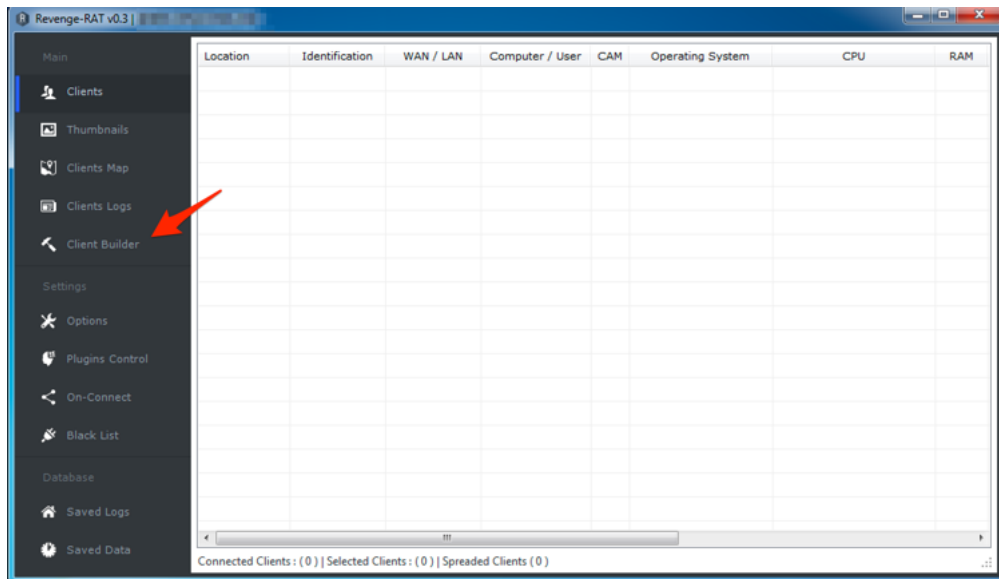 Revenge-RAT v0.3 |
Main
Clients
Thumbnails
Clients Map
Clients Logs
Client Builder
Settings
Options
Plugins Control
On-Connect
Black List
Database
Saved Logs
Saved Data
Location Identification WAN / LAN Computer / User CAM Operating System CPU RAM
Connected Clients : ( 0 ) | Selected Clients : ( 0 ) | Spreaded Clients ( 0 )